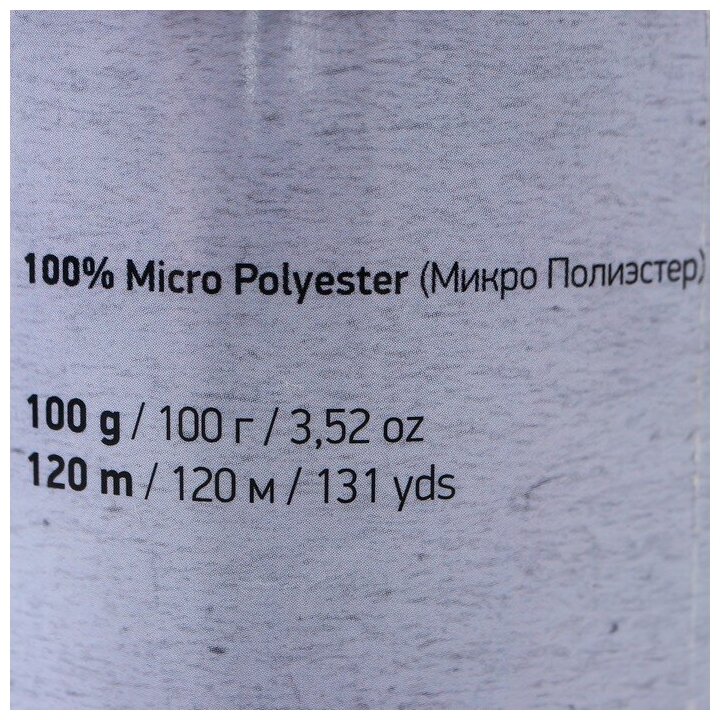 100% Micro Polyester (Микро Полиэстер)
100 g / 100 г / 3,52 oz
120 m / 120 м / 131 yds